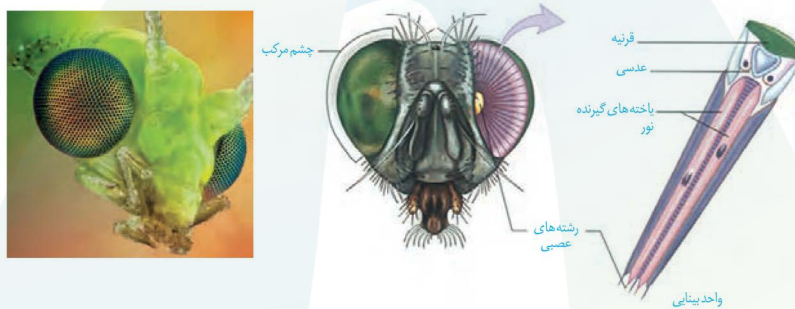 قرنیه
عدسی
یاخته‌های گیرنده
نور
چشم مرکب
رشته‌های
عصبی
واحد بینایی